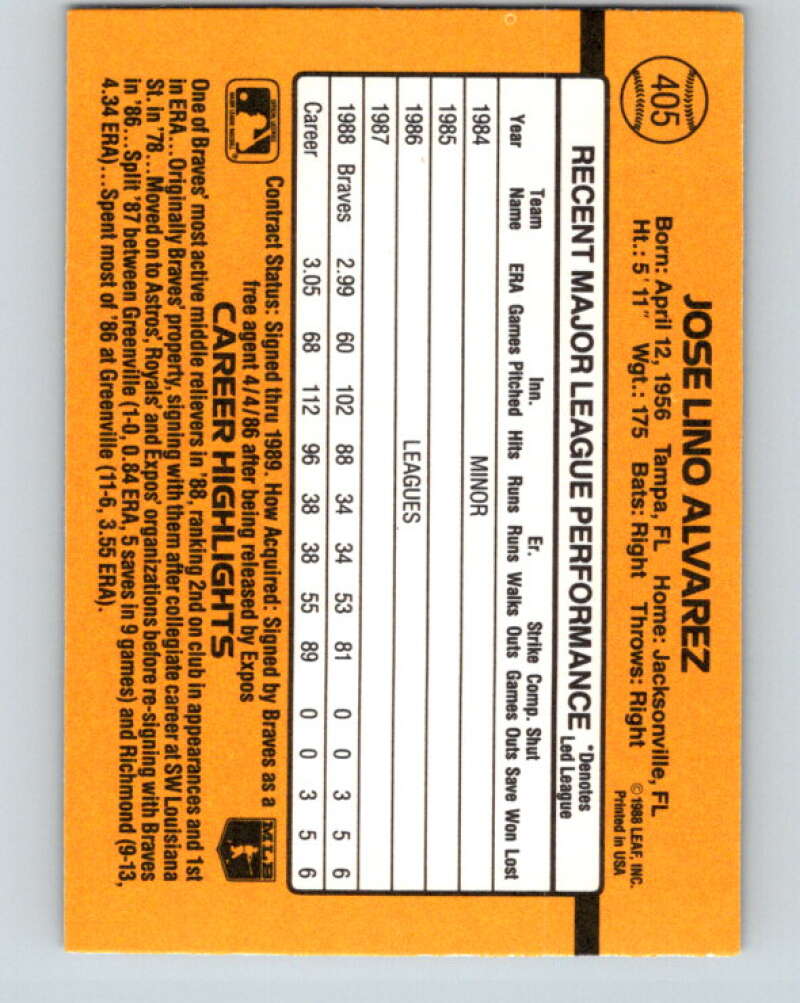 405
JOSE LINO ALVAREZ
Born: April 12, 1956 Tampa, FL Home: Jacksonville, FL
Ht.: 5'11" Wgt.: 175 Bats: Right Throws: Right
©1988 LEAF, INC.
Printed in USA
RECENT MAJOR LEAGUE PERFORMANCE *Denotes Led League
Team Inn. Er. Strike Comp. Shut
Year Name ERA Games Pitched Hits Runs Runs Walks Outs Games Outs Save Won Lost
1984 MINOR
1985
1986 LEAGUES
1987
1988 Braves 2.99 60 102 88 34 34 53 81 0 0 3 5 6
Career 3.05 68 112 96 38 38 55 89 0 0 3 5 6
Contract Status: Signed thru 1989. How Acquired: Signed by Braves as a
free agent 4/4/86 after being released by Expos
MLB
CAREER HIGHLIGHTS
One of Braves' most active middle relievers in '88, ranking 2nd on club in appearances and 1st
in ERA...Originally Braves' property, signing with them after collegiate career at SW Louisiana
St. in '78...Moved on to Astros', Royals' and Expos' organizations before re-signing with Braves
in '86...Split '87 between Greenville (1-0, 0.84 ERA, 5 saves in 9 games) and Richmond (9-13,
4.34 ERA)...Spent most of '86 at Greenville (11-6, 3.55 ERA).